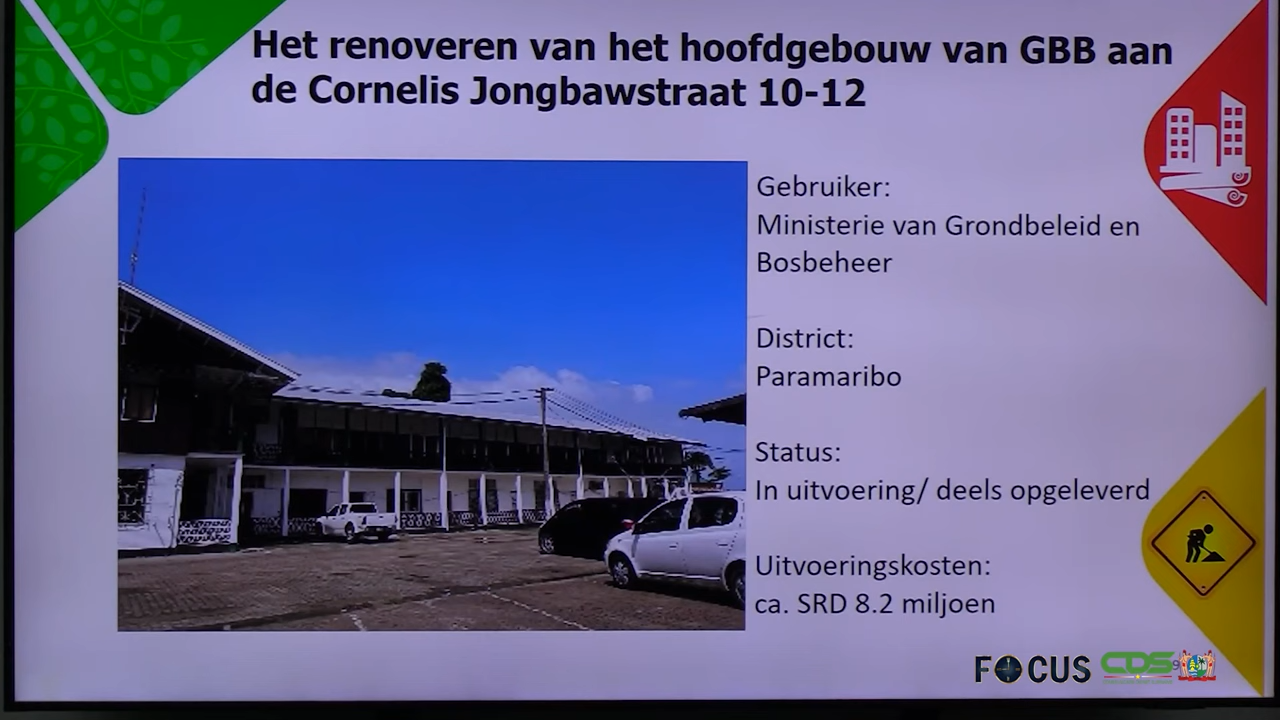 Het renoveren van het hoofdgebouw van GBB aan
de Cornelis Jongbawstraat 10-12
Gebruiker:
Ministerie van Grondbeleid en
Bosbeheer
District:
Paramaribo
Status:
In uitvoering/ deels opgeleverd
Uitvoeringskosten:
ca. SRD 8.2 miljoen
FOCUS CDS 9